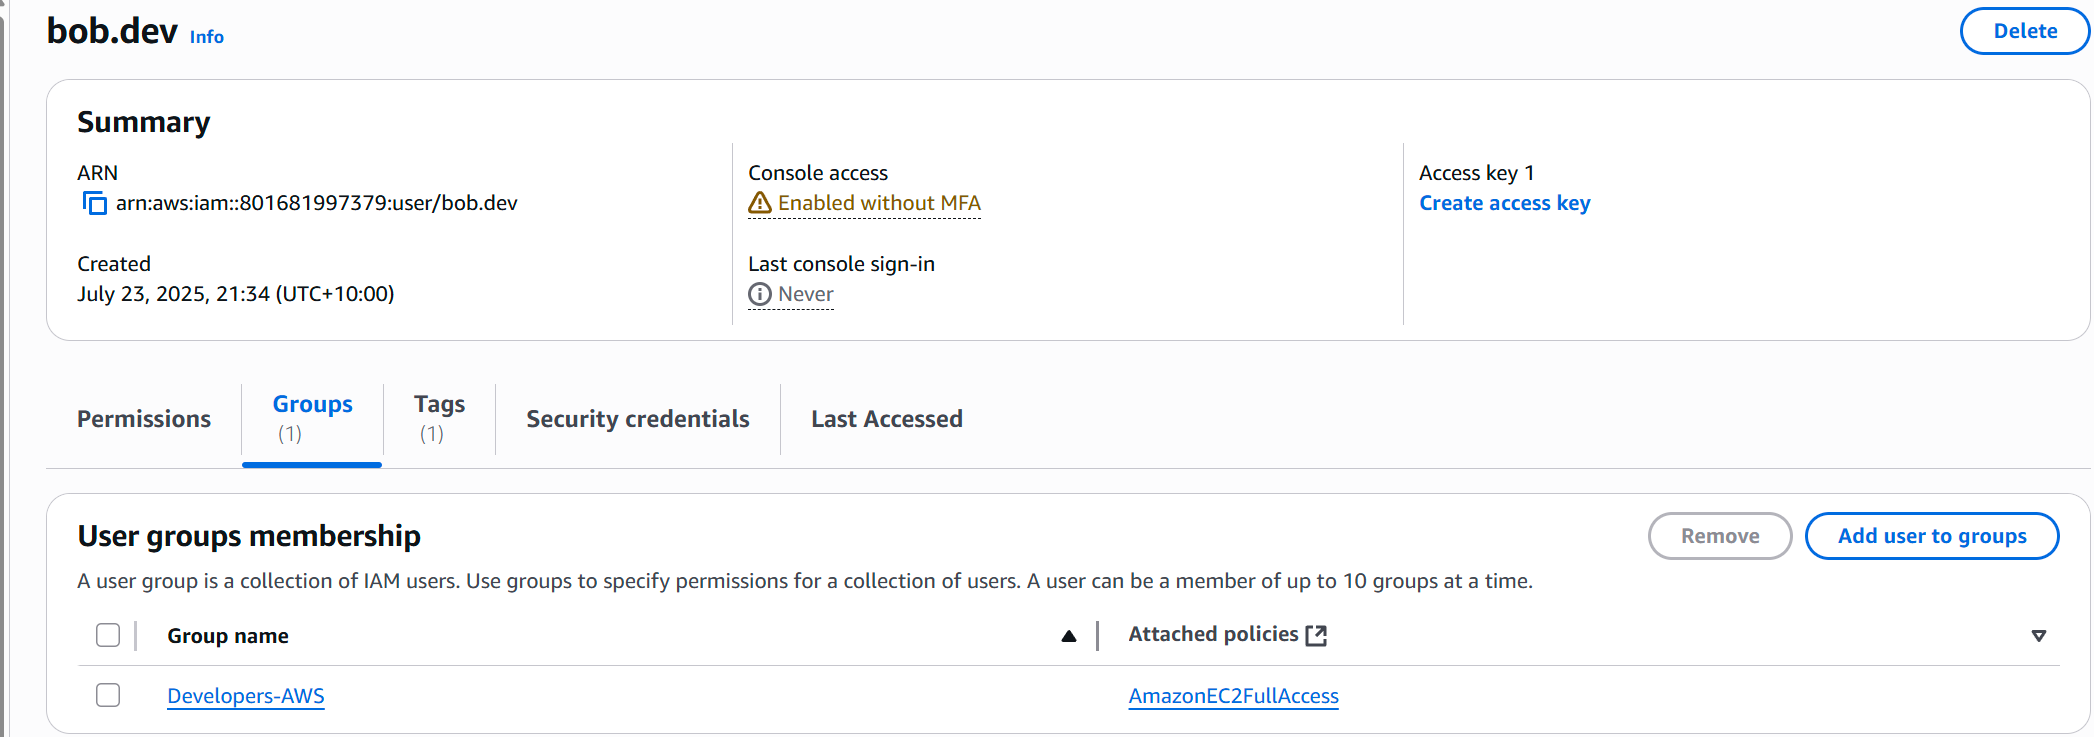 bob.dev Info
Delete
Summary
ARN
arn:aws:iam::801681997379:user/bob.dev
Created
July 23, 2025, 21:34 (UTC+10:00)
Console access
Enabled without MFA
Last console sign-in
Never
Access key 1
Create access key
Permissions
Groups
(1)
Tags
(1)
Security credentials
Last Accessed
User groups membership
Remove
Add user to groups
A user group is a collection of IAM users. Use groups to specify permissions for a collection of users. A user can be a member of up to 10 groups at a time.
Group name
Attached policies
Developers-AWS
AmazonEC2FullAccess